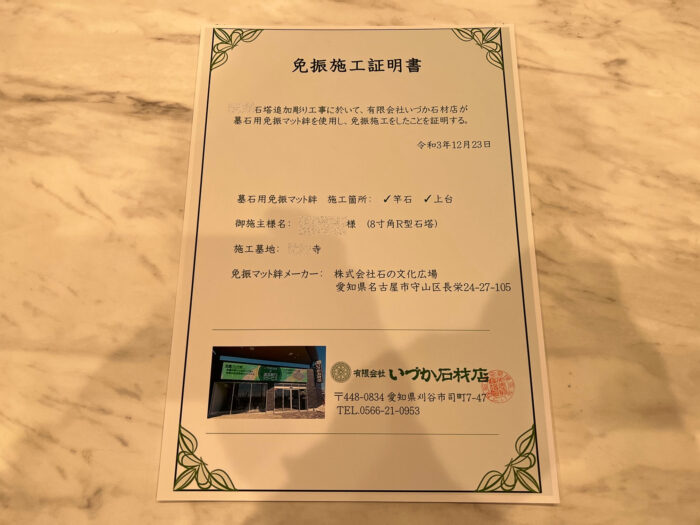 免振施工証明書
石塔追加彫り工事に於いて、有限会社いづか石材店が
墓石用免振マット絆を使用し、免振施工をしたことを証明する。
令和3年12月23日
墓石用免振マット絆　施工箇所：　✓竿石　✓上台
御施主様名：　様　(8寸角R型石塔)
施工墓地：　寺
免振マット絆メーカー：　株式会社石の文化広場
愛知県名古屋市守山区長栄24-27-105
有限会社 いづか石材店
〒448-0834 愛知県刈谷市司町7-47
TEL.0566-21-0953